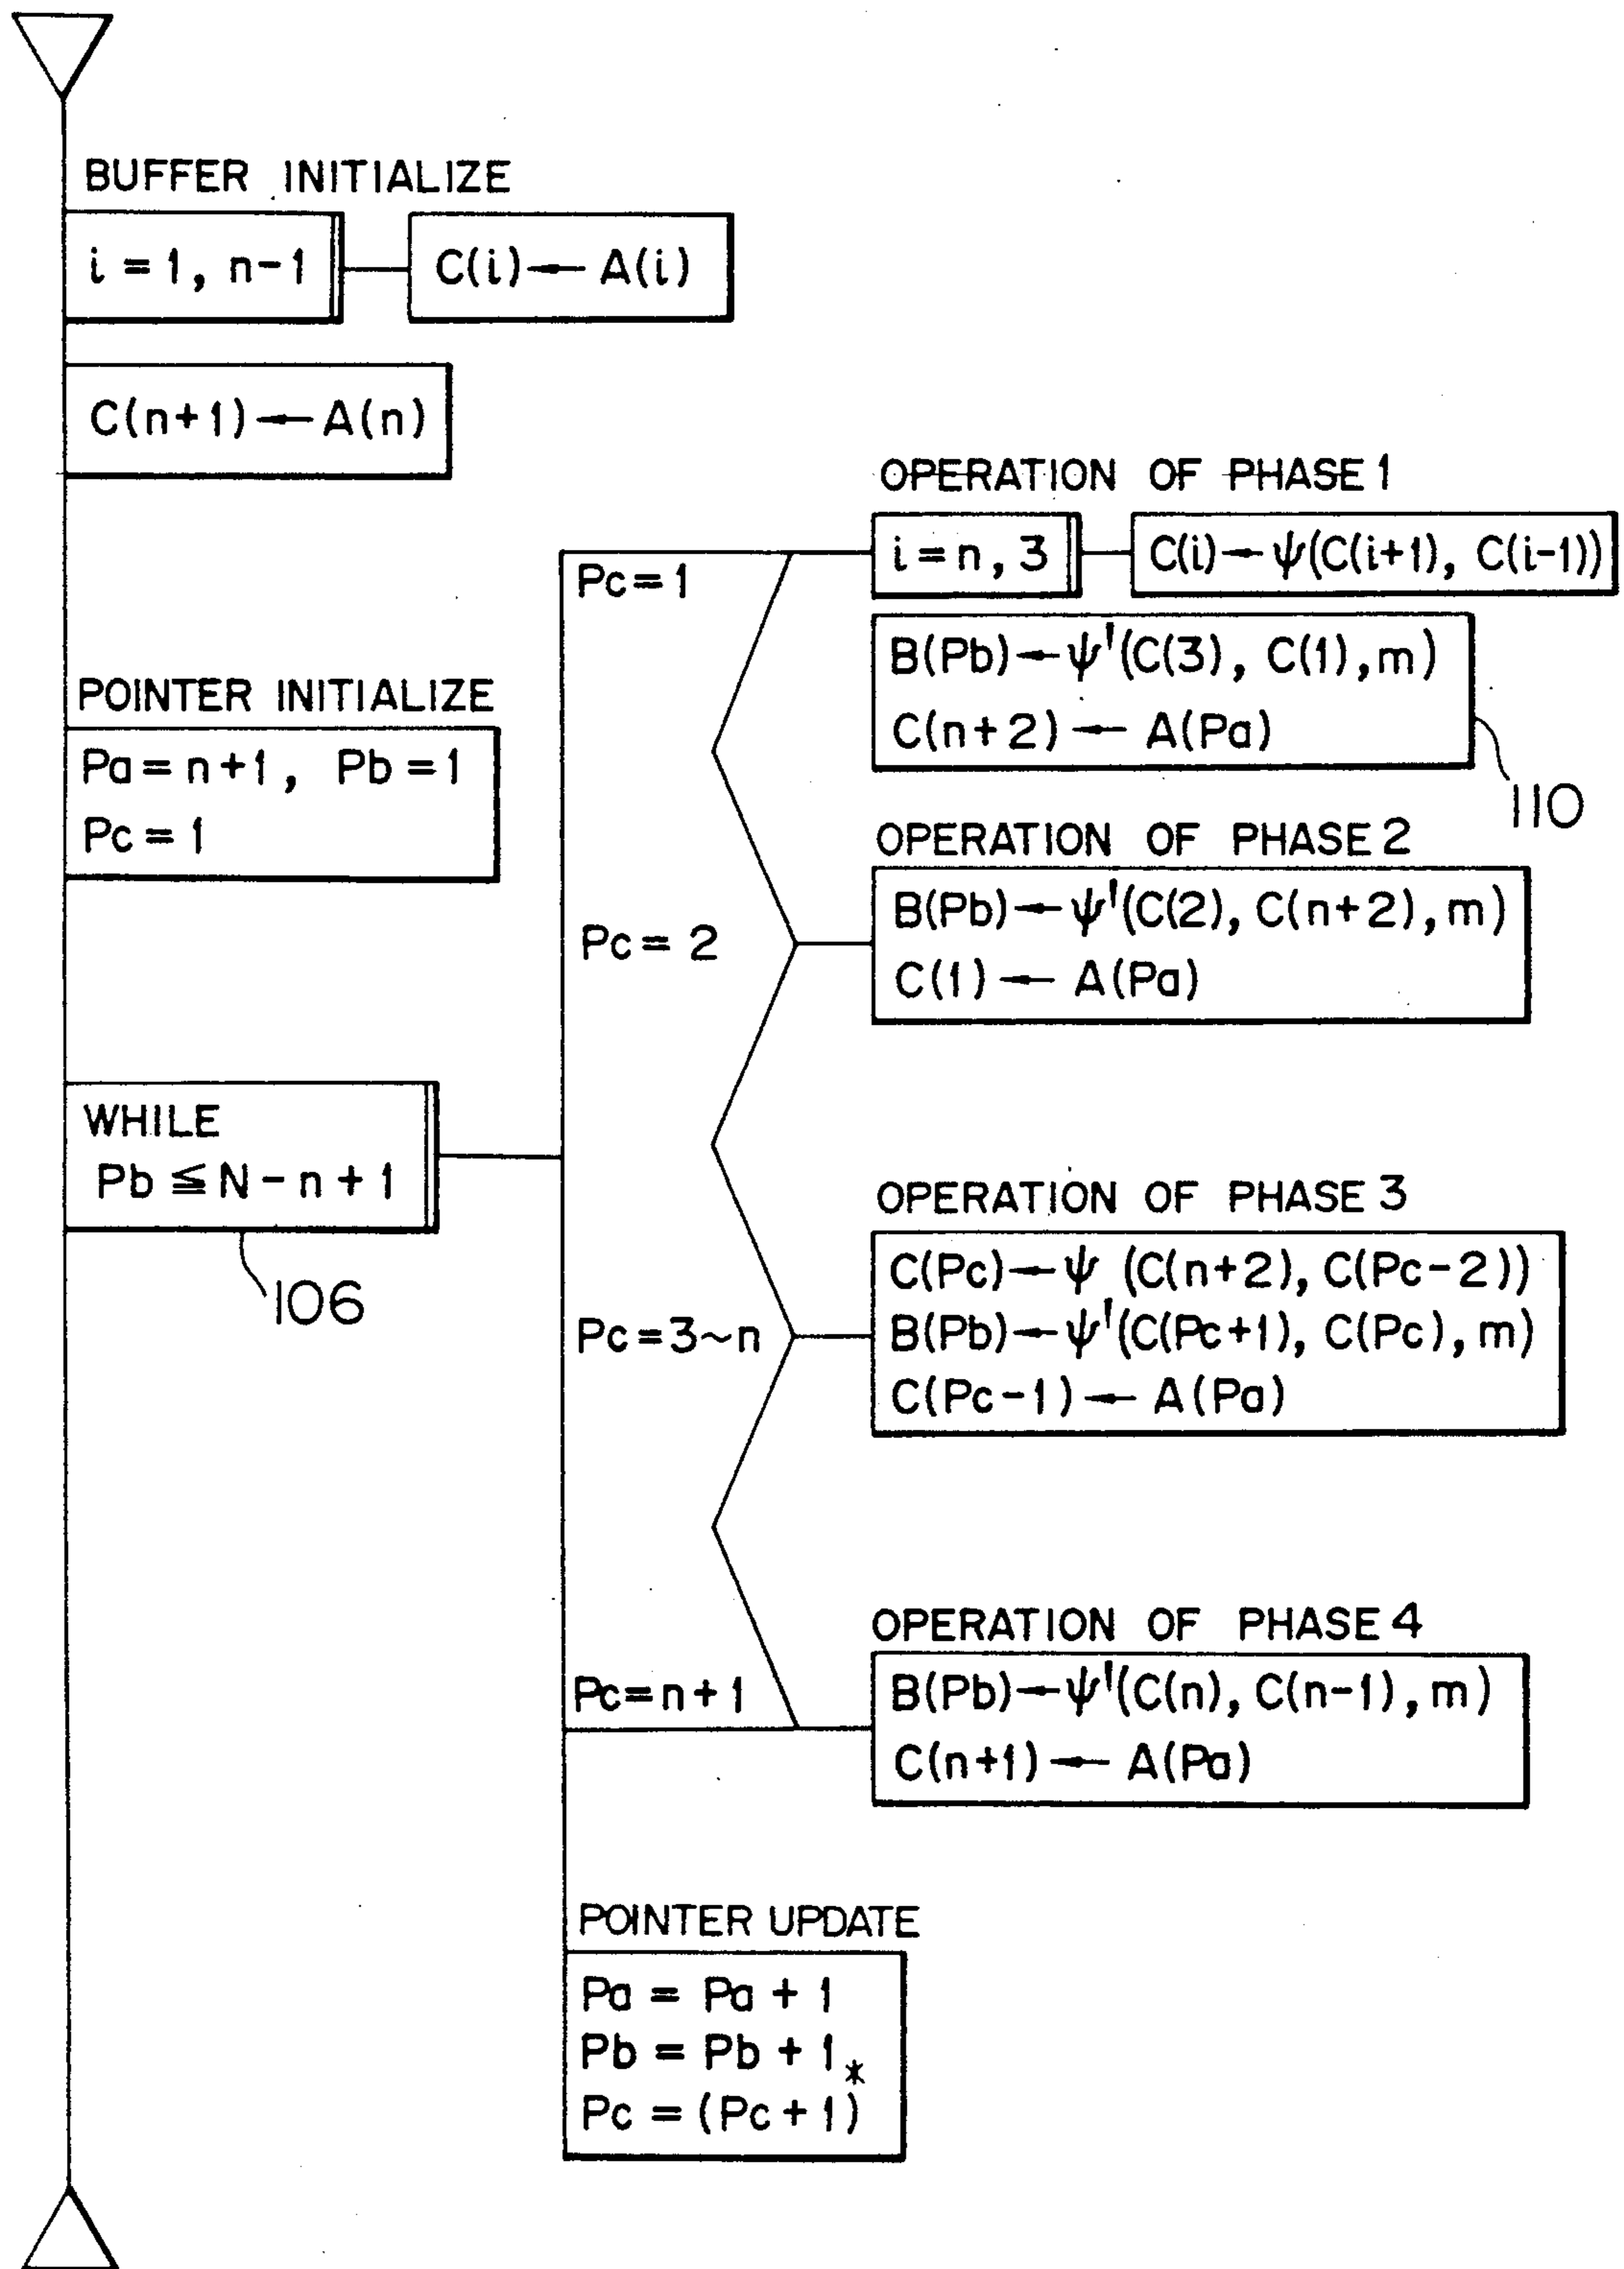 BUFFER INITIALIZE
i = 1, n-1
C(i) ← A(i)
C(n+1) ← A(n)
POINTER INITIALIZE
Pa = n+1, Pb = 1
Pc = 1
WHILE
Pb ≦ N - n + 1
106
Pc = 1
OPERATION OF PHASE 1
i = n, 3
C(i) ← ψ(C(i+1), C(i-1))
B(Pb) ← ψ'(C(3), C(1), m)
C(n+2) ← A(Pa)
110
Pc = 2
OPERATION OF PHASE 2
B(Pb) ← ψ'(C(2), C(n+2), m)
C(1) ← A(Pa)
Pc = 3~n
OPERATION OF PHASE 3
C(Pc) ← ψ (C(n+2), C(Pc-2))
B(Pb) ← ψ'(C(Pc+1), C(Pc), m)
C(Pc-1) ← A(Pa)
Pc = n+1
OPERATION OF PHASE 4
B(Pb) ← ψ'(C(n), C(n-1), m)
C(n+1) ← A(Pa)
POINTER UPDATE
Pa = Pa + 1
Pb = Pb + 1
Pc = (Pc + 1)*